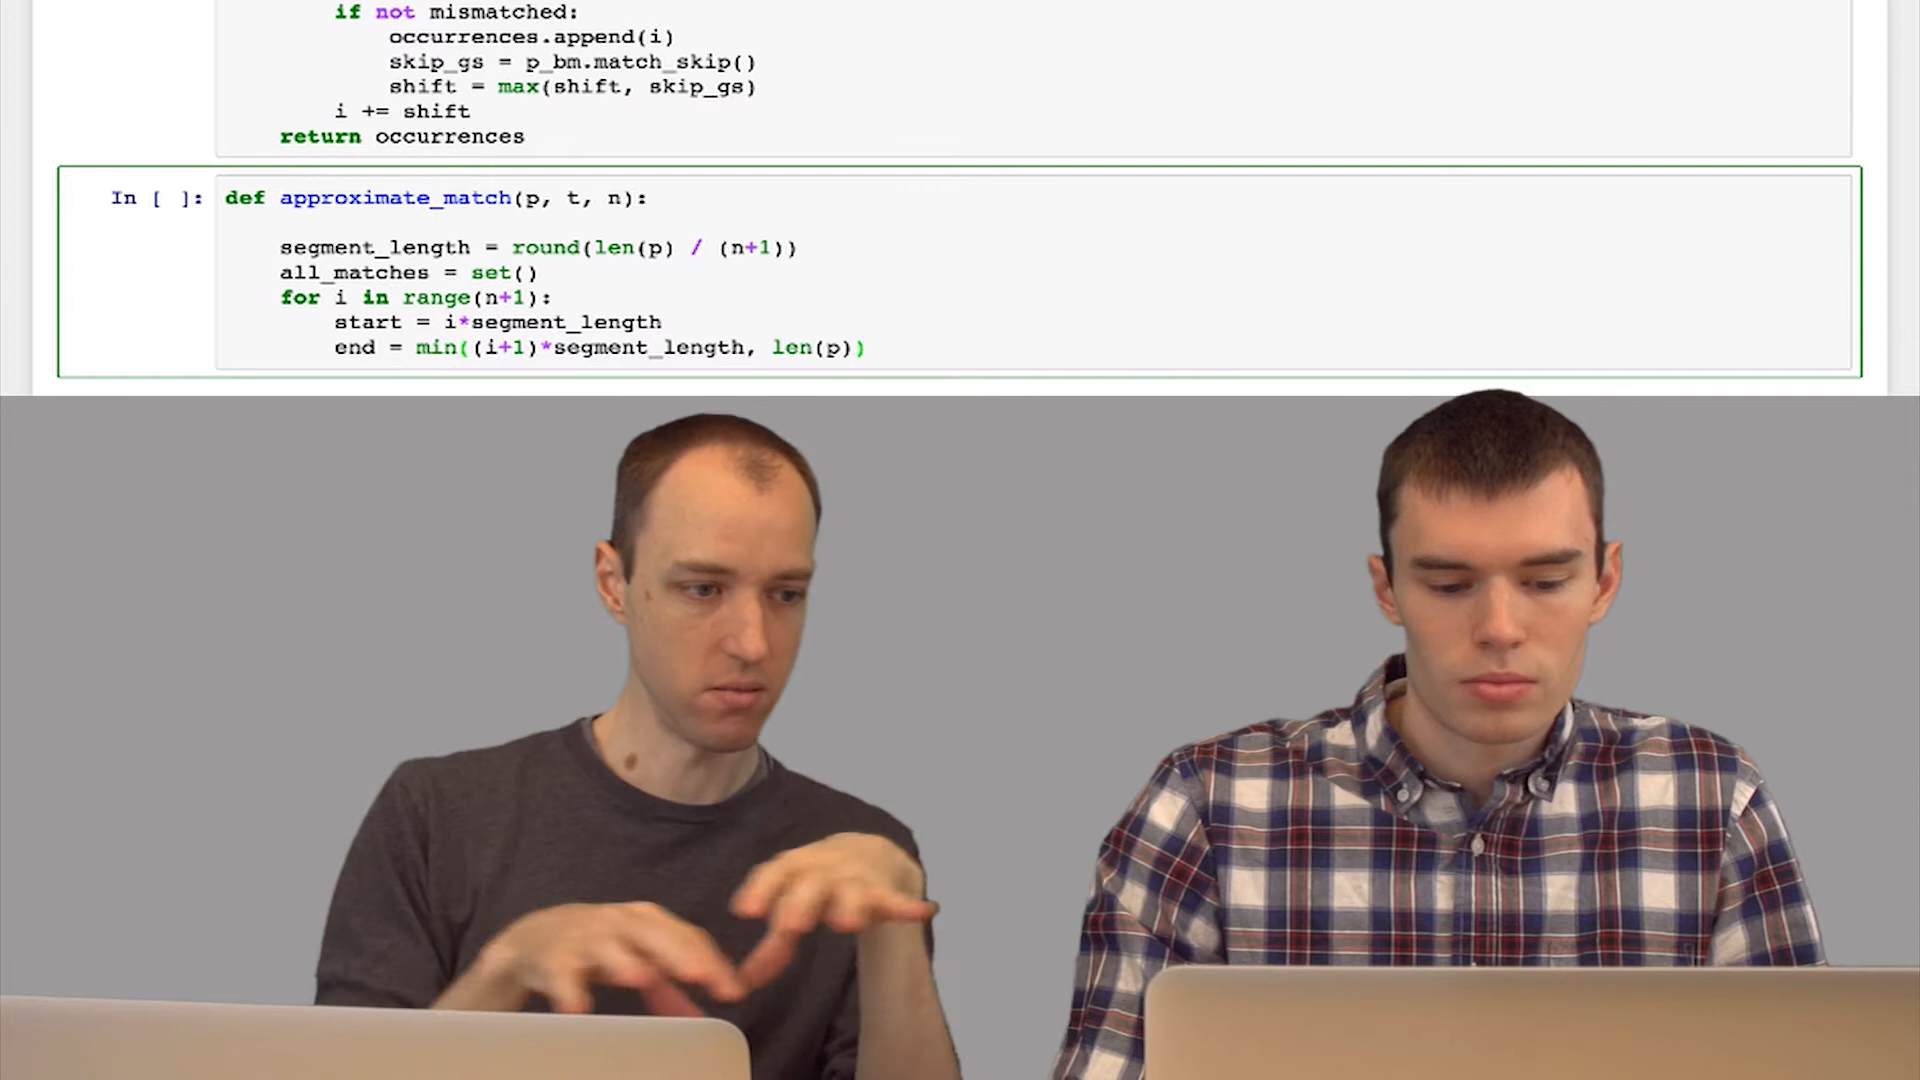 if not mismatched:
occurrences.append(i)
skip_gs = p_bm.match_skip()
shift = max(shift, skip_gs)
i += shift
return occurrences
In [ ]: def approximate_match(p, t, n):
segment_length = round(len(p) / (n+1))
all_matches = set()
for i in range(n+1):
start = i*segment_length
end = min((i+1)*segment_length, len(p))